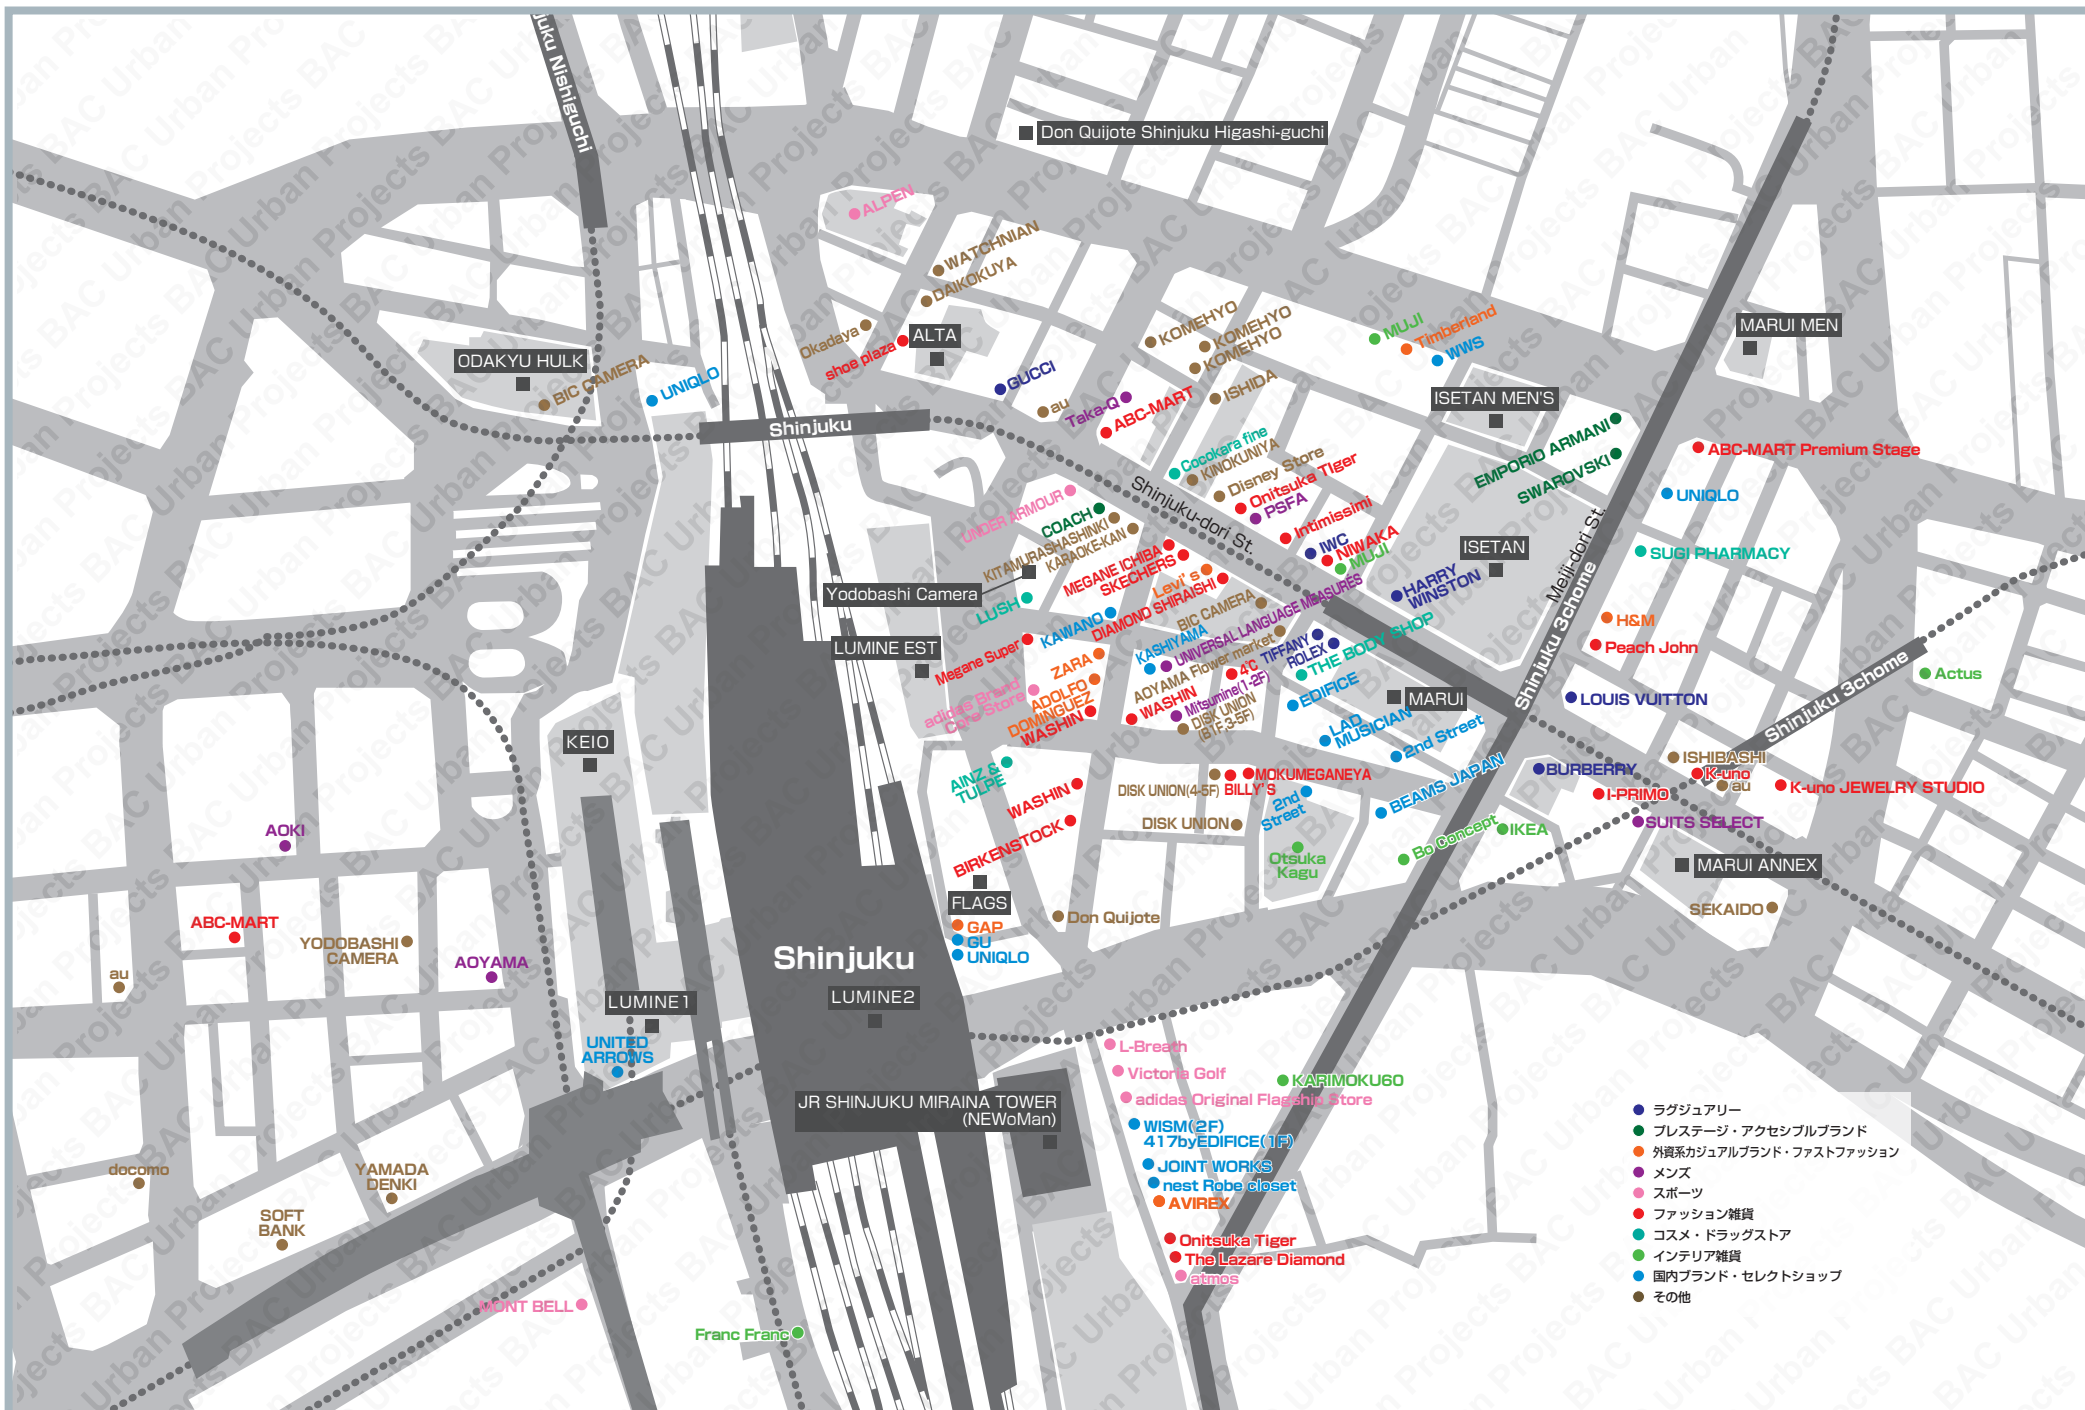 BAC Urban Projects
Shinjuku Nishiguchi
Don Quijote Shinjuku Higashi-guchi
ALPEN
WATCHNIAN
DAIKOKUYA
Okadaya
shoe plaza
ALTA
ODAKYU HULK
BIC CAMERA
UNIQLO
GUCCI
au
Taka-Q
ABC-MART
KOMEHYO
KOMEHYO
KOMEHYO
ISHIDA
MUJI
Timberland
WWS
MARUI MEN
ISETAN MEN'S
EMPORIO ARMANI
SWAROVSKI
ABC-MART Premium Stage
UNIQLO
SUGI PHARMACY
Shinjuku
Cocokara fine
KINOKUNIYA
Disney Store
Onitsuka Tiger
PSFA
Intimissimi
IWC
NIWAKA
MUJI
ISETAN
HARRY
WINSTON
Shinjuku-dori St.
Meiji-dori St.
UNDER ARMOUR
COACH
KITAMURASHASHINKI
KARAOKE-KAN
MEGANE ICHIBA
SKECHERS
Levi's
DIAMOND SHIRAISHI
Yodobashi Camera
LUSH
KAWANO
BIC CAMERA
KASHIYAMA
UNIVERSAL LANGUAGE MEASURES
AOYAMA Flower market
TIFFANY
ROLEX
THE BODY SHOP
4℃
LUMINE EST
Megane Super
ZARA
adidas Brand
Core Store
ADOLFO
DOMINGUEZ
WASHIN
WASHIN
Mitsumine(1-2F)
DISK UNION
(B1F,3-5F)
EDIFICE
MARUI
LAD
MUSICIAN
2nd Street
BEAMS JAPAN
Shinjuku 3chome
H&M
Peach John
LOUIS VUITTON
Shinjuku 3chome
Actus
KEIO
AINZ &
TULPE
WASHIN
BIRKENSTOCK
DISK UNION(4-5F)
MOKUMEGANEYA
BILLY'S
2nd
Street
DISK UNION
Otsuka
Kagu
BURBERRY
I-PRIMO
ISHIBASHI
K-uno
au
K-uno JEWELRY STUDIO
SUITS SELECT
Bo Concept
IKEA
MARUI ANNEX
SEKAIDO
FLAGS
GAP
GU
UNIQLO
Don Quijote
AOKI
ABC-MART
YODOBASHI
CAMERA
AOYAMA
au
Shinjuku
LUMINE2
LUMINE1
UNITED
ARROWS
JR SHINJUKU MIRAINA TOWER
(NEWoMan)
L-Breath
Victoria Golf
adidas Original Flagship Store
KARIMOKU60
WISM(2F)
417byEDIFICE(1F)
JOINT WORKS
nest Robe closet
AVIREX
Onitsuka Tiger
The Lazare Diamond
atmos
docomo
YAMADA
DENKI
SOFT
BANK
MONT BELL
Franc Franc
ラグジュアリー
プレステージ・アクセシブルブランド
外資系カジュアルブランド・ファストファッション
メンズ
スポーツ
ファッション雑貨
コスメ・ドラッグストア
インテリア雑貨
国内ブランド・セレクトショップ
その他